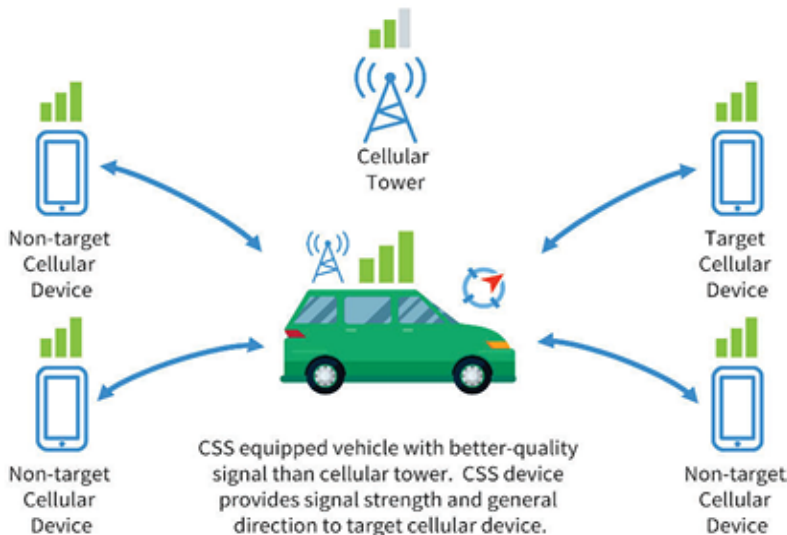 Cellular
Tower
Non-target
Cellular
Device
Target
Cellular
Device
Non-target
Cellular
Device
CSS equipped vehicle with better-quality
signal than cellular tower.  CSS device
provides signal strength and general
direction to target cellular device.
Non-target
Cellular
Device